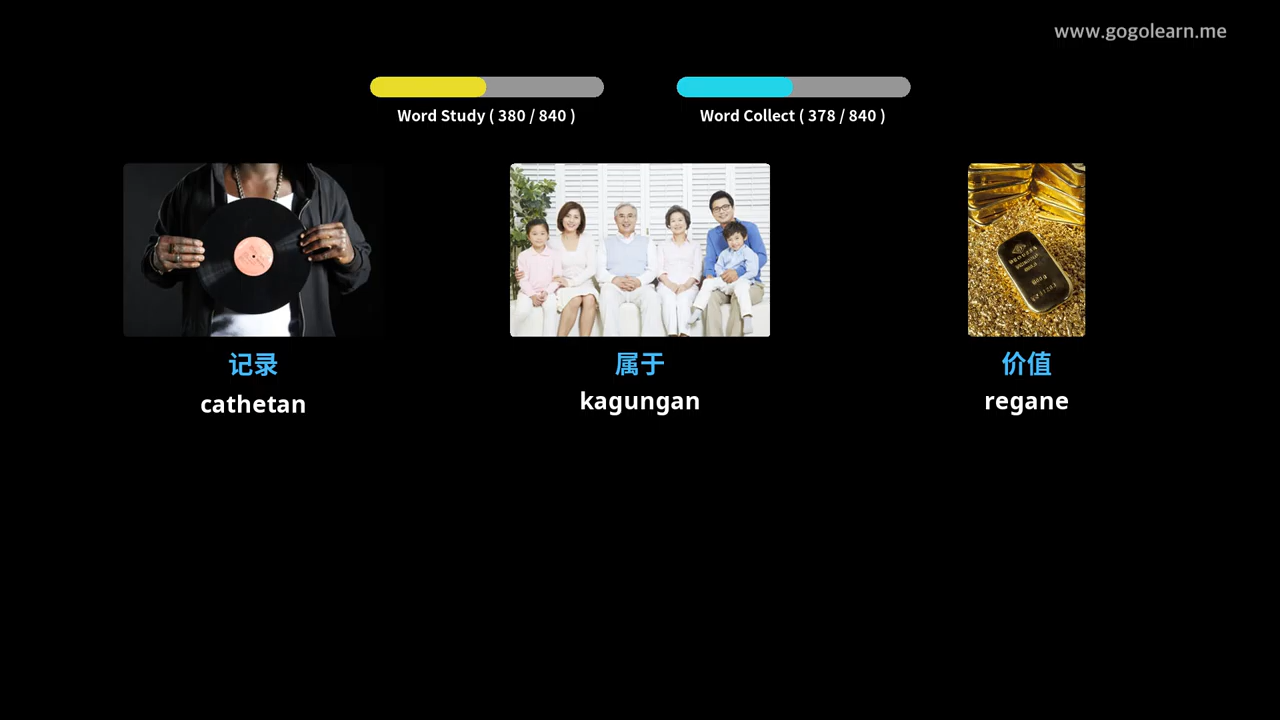 www.gogolearn.me
Word Study ( 380 / 840 )
Word Collect ( 378 / 840 )
记录
cathetan
属于
kagungan
价值
regane